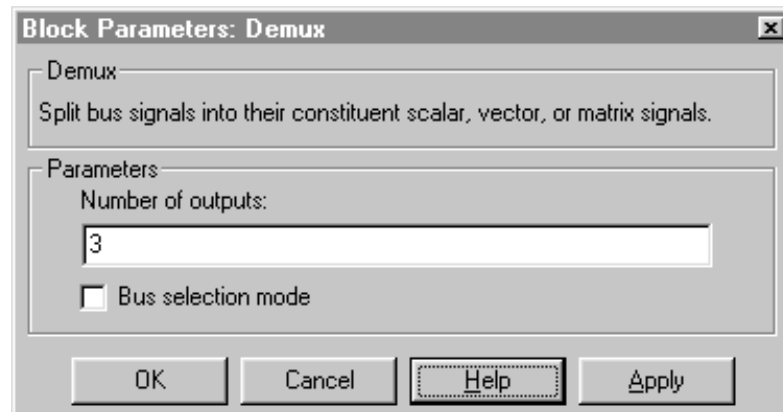 Block Parameters: Demux
Demux
Split bus signals into their constituent scalar, vector, or matrix signals.
Parameters
Number of outputs:
3
Bus selection mode
OK Cancel Help Apply